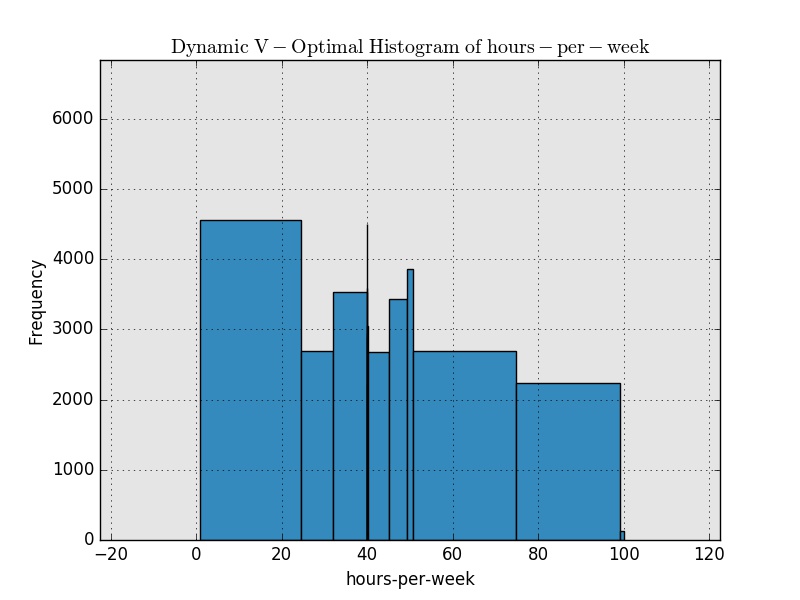 Dynamic V − Optimal Histogram of hours − per − week
6000
5000
4000
3000
2000
1000
0
Frequency
−20 0 20 40 60 80 100 120
hours-per-week